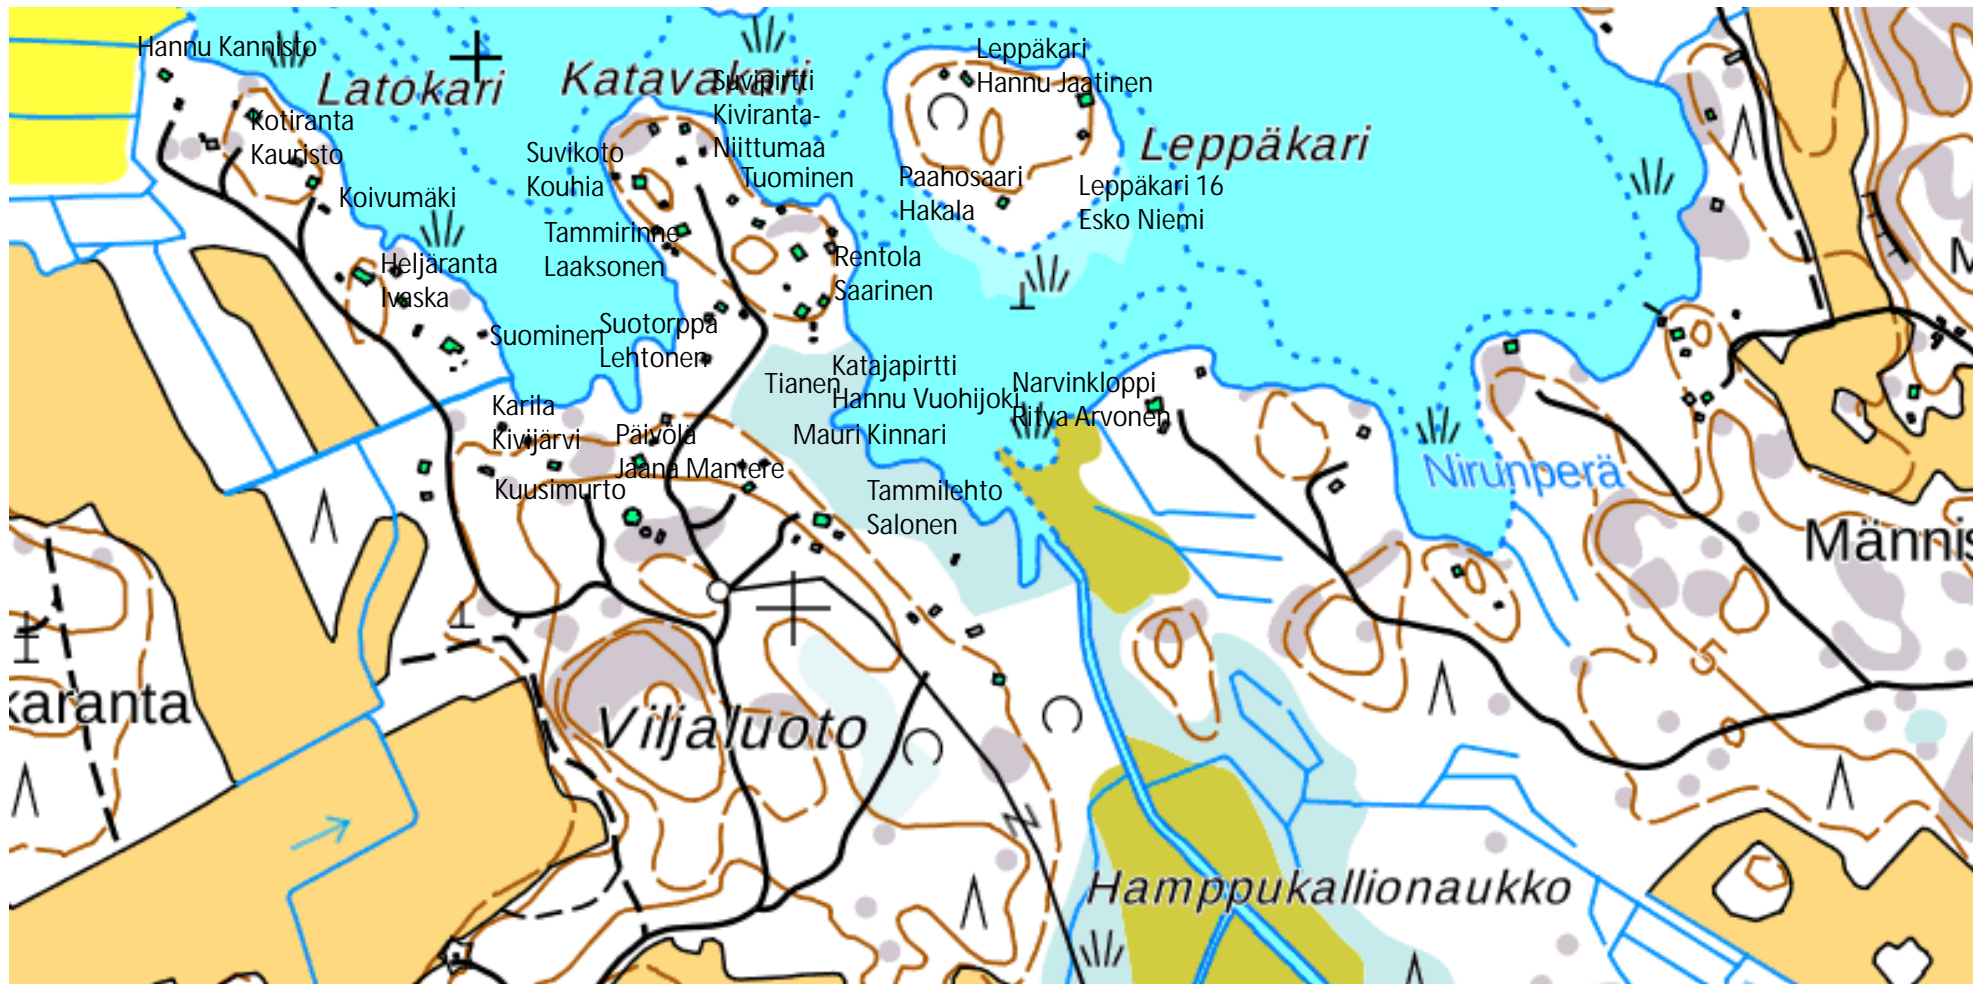 Hannu Kannisto
Latokari
Katavakari
Suvipirtti
Kiviranta-
Niittumaa
Tuominen
Leppäkari
Hannu Jaatinen
Leppäkari
Kotiranta
Kauristo
Koivumäki
Suvikoto
Kouhia
Paahosaari
Hakala
Leppäkari 16
Esko Niemi
Tammirinne
Laaksonen
Heljäranta
Ivaska
Rentola
Saarinen
Suominen
Suotorppa
Lehtonen
Tianen
Katajapirtti
Hannu Vuohijoki
Narvinkloppi
Ritya Arvonen
Karila
Kivijärvi
Päivölä
Jaana Mantere
Mauri Kinnari
Kuusimurto
Tammilehto
Salonen
Nirunperä
Männis
M
karanta
Viljaluoto
5
Z
Hamppukallionaukko